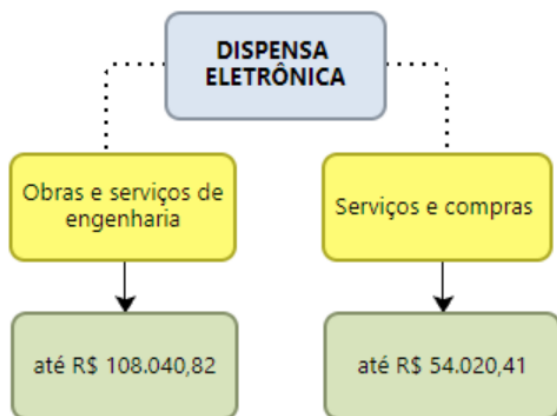 DISPENSA
ELETRÔNICA
Obras e serviços de
engenharia
Serviços e compras
até R$ 108.040,82
até R$ 54.020,41